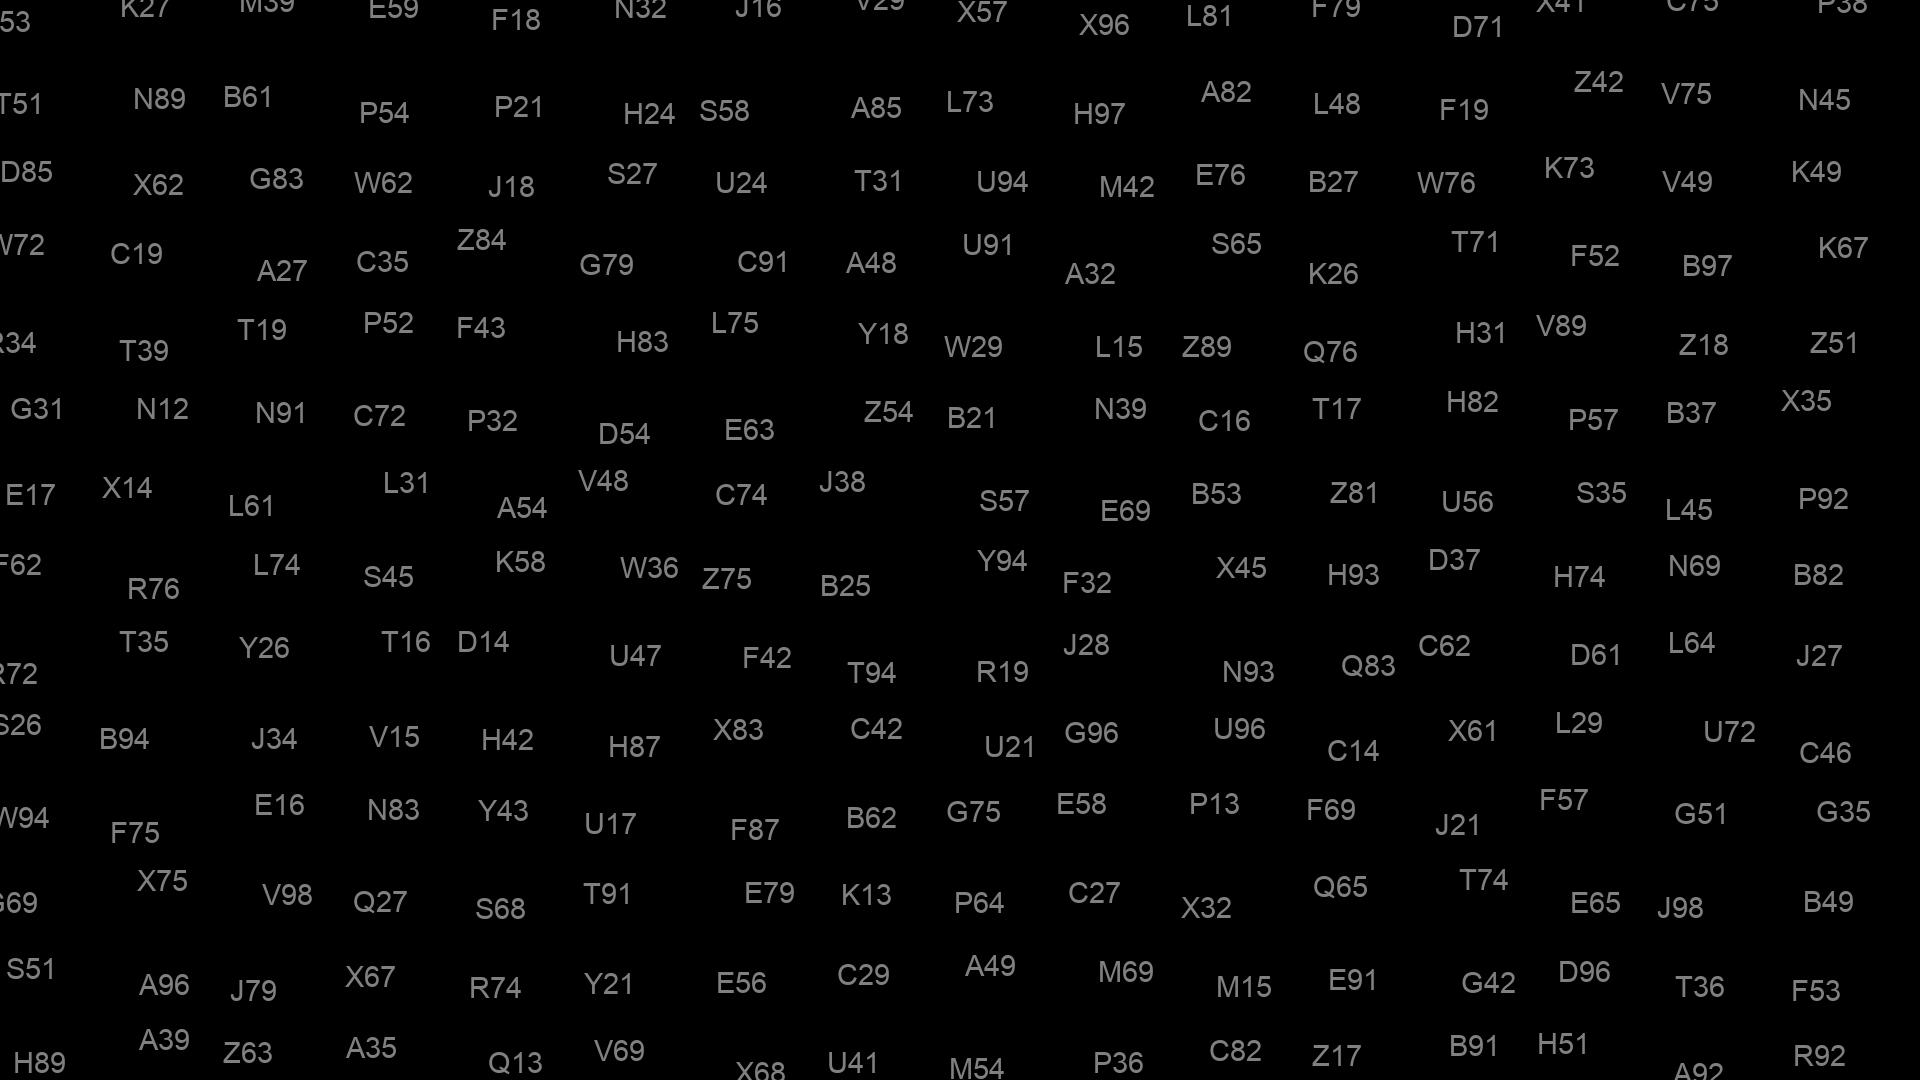 53 K27 M39 E59 F18 N32 J16 V29 X57 X96 L81 F79 D71 X41 C75 P38
T51 N89 B61 P54 P21 H24 S58 A85 L73 H97 A82 L48 F19 Z42 V75 N45
D85 X62 G83 W62 J18 S27 U24 T31 U94 M42 E76 B27 W76 K73 V49 K49
W72 C19 A27 C35 Z84 G79 C91 A48 U91 A32 S65 K26 T71 F52 B97 K67
R34 T39 T19 P52 F43 H83 L75 Y18 W29 L15 Z89 Q76 H31 V89 Z18 Z51
G31 N12 N91 C72 P32 D54 E63 Z54 B21 N39 C16 T17 H82 P57 B37 X35
E17 X14 L61 L31 A54 V48 C74 J38 S57 E69 B53 Z81 U56 S35 L45 P92
F62 R76 L74 S45 K58 W36 Z75 B25 Y94 F32 X45 H93 D37 H74 N69 B82
R72 T35 Y26 T16 D14 U47 F42 T94 R19 J28 N93 Q83 C62 D61 L64 J27
S26 B94 J34 V15 H42 H87 X83 C42 U21 G96 U96 C14 X61 L29 U72 C46
W94 F75 E16 N83 Y43 U17 F87 B62 G75 E58 P13 F69 J21 F57 G51 G35
G69 X75 V98 Q27 S68 T91 E79 K13 P64 C27 X32 Q65 T74 E65 J98 B49
S51 A96 J79 X67 R74 Y21 E56 C29 A49 M69 M15 E91 G42 D96 T36 F53
H89 A39 Z63 A35 Q13 V69 X68 U41 M54 P36 C82 Z17 B91 H51 A92 R92